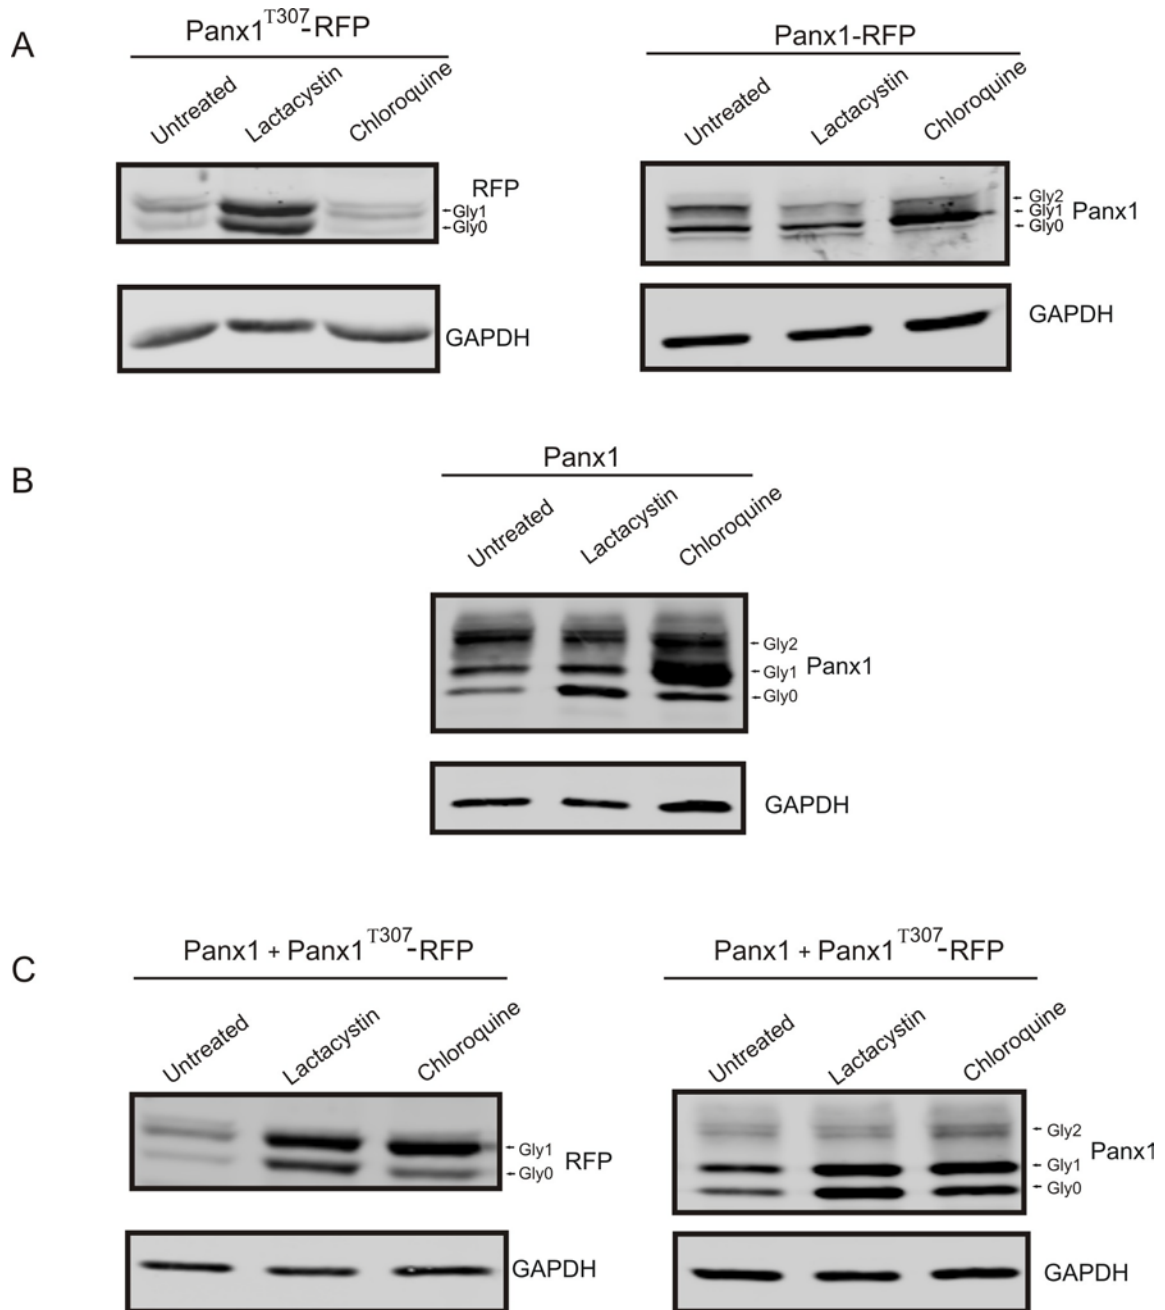 A
Panx1T307-RFP
Untreated
Lactacystin
Chloroquine
RFP
Gly1
Gly0
GAPDH
Panx1-RFP
Untreated
Lactacystin
Chloroquine
Gly2
Gly1
Gly0
Panx1
GAPDH
B
Panx1
Untreated
Lactacystin
Chloroquine
Gly2
Gly1
Gly0
Panx1
GAPDH
C
Panx1 + Panx1T307-RFP
Untreated
Lactacystin
Chloroquine
Gly1
Gly0
RFP
GAPDH
Panx1 + Panx1T307-RFP
Untreated
Lactacystin
Chloroquine
Gly2
Gly1
Gly0
Panx1
GAPDH